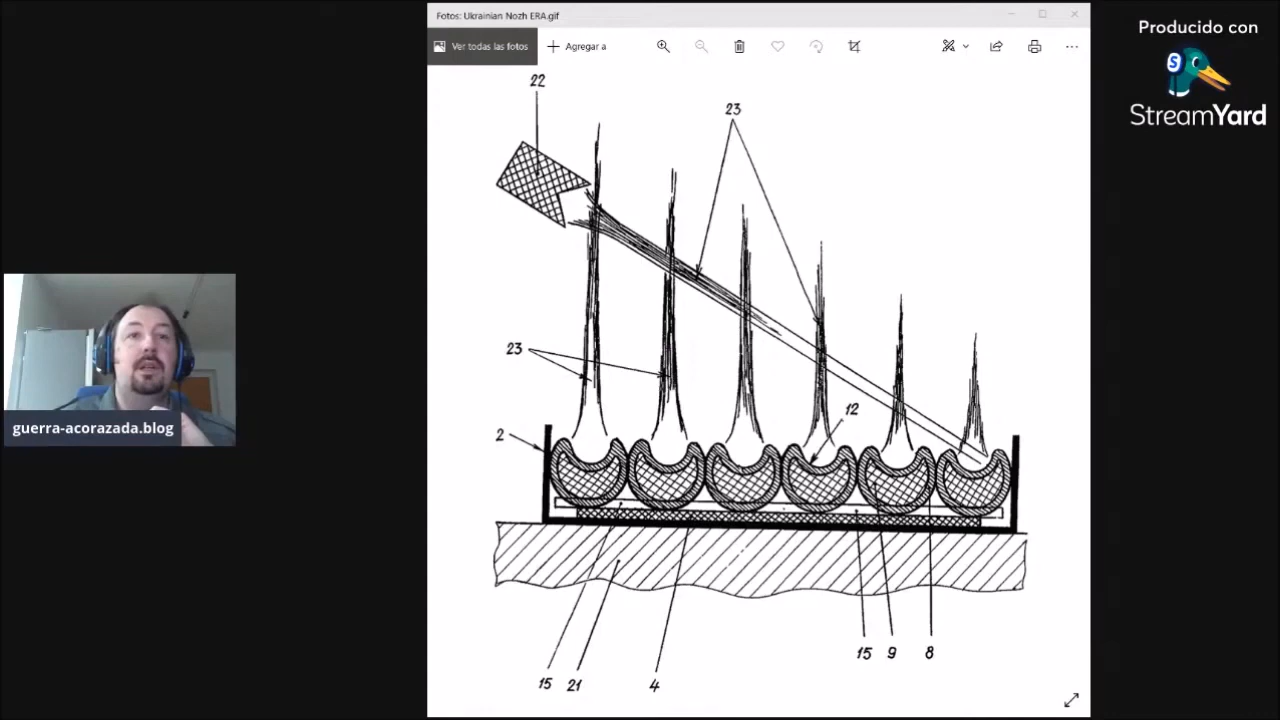 Fotos: Ukrainian Nozh ERA.gif
Ver todas las fotos
Agregar a
Producido con
S
StreamYard
22
23
23
12
2
15
9
8
15
21
4
guerra-acorazada.blog